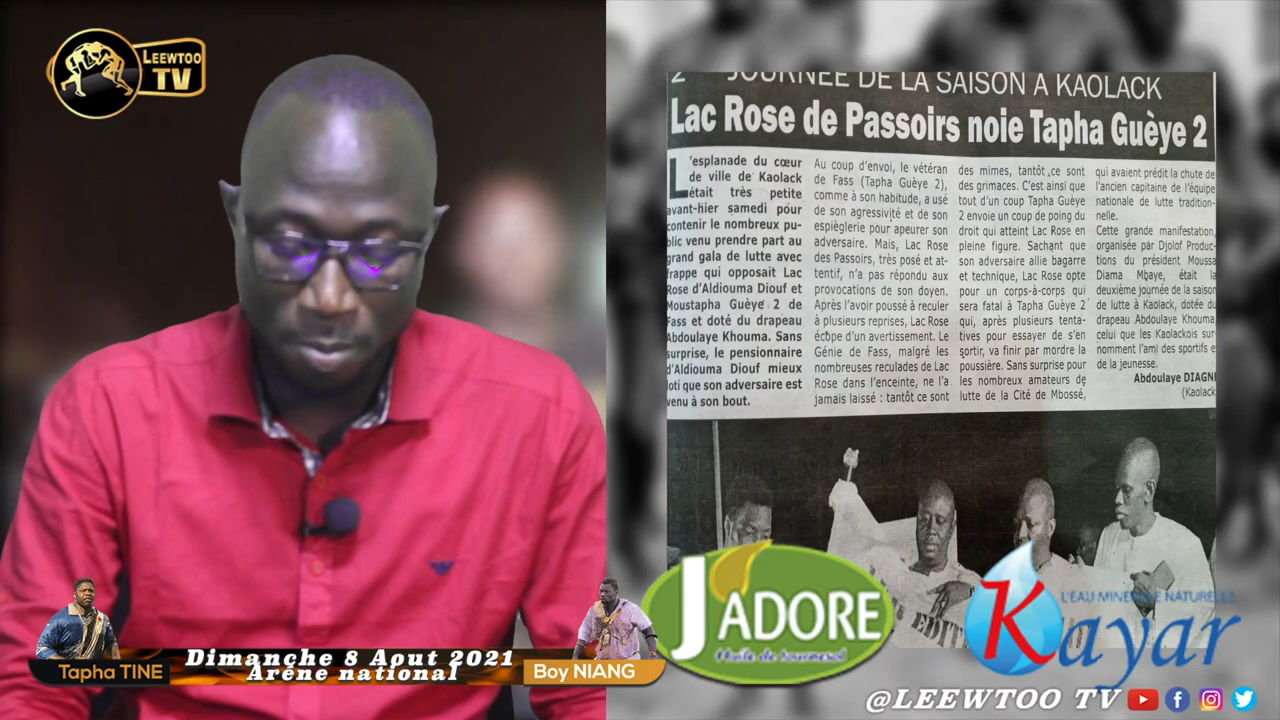 LEEWTOO
TV
2 JOURNÉE DE LA SAISON A KAOLACK
Lac Rose de Passoirs noie Tapha Guèye 2
L'esplanade du cœur
de ville de Kaolack
était très petite
avant-hier samedi pour
contenir le nombreux pu-
blic venu prendre part au
grand gala de lutte avec
frappe qui opposait Lac
Rose d'Aldiouma Diouf et
Moustapha Guèye 2 de
Fass et doté du drapeau
Abdoulaye Khouma. Sans
surprise, le pensionnaire
d'Aldiouma Diouf mieux
loti que son adversaire est
venu à son bout.
Au coup d'envoi, le vétéran
de Fass (Tapha Guèye 2),
comme à son habitude, a usé
de son agressivité et de son
espièglerie pour apeurer son
adversaire. Mais, Lac Rose
des Passoirs, très posé et at-
tentif, n'a pas répondu aux
provocations de son doyen.
Après l'avoir poussé à reculer
à plusieurs reprises, Lac Rose
écope d'un avertissement. Le
Génie de Fass, malgré les
nombreuses reculades de Lac
Rose dans l'enceinte, ne l'a
jamais laissé : tantôt ce sont
des mimes, tantôt ce sont
des grimaces. C'est ainsi que
tout d'un coup Tapha Guèye
2 envoie un coup de poing du
droit qui atteint Lac Rose en
pleine figure. Sachant que
son adversaire allie bagarre
et technique, Lac Rose opte
pour un corps-à-corps qui
sera fatal à Tapha Guèye 2
qui, après plusieurs tenta-
tives pour essayer de s'en
sortir, va finir par mordre la
poussière. Sans surprise pour
les nombreux amateurs de
lutte de la Cité de Mbossé,
qui avaient prédit la chute de
l'ancien capitaine de l'équipe
nationale de lutte tradition-
nelle.
Cette grande manifestation,
organisée par Djolof Produc-
tions du président Moussa
Diama Mbaye, était la
deuxième journée de la saison
de lutte à Kaolack, dotée du
drapeau Abdoulaye Khouma,
celui que les Kaolackois sur-
nomment l'ami des sportifs et
de la jeunesse.
Abdoulaye DIAGN
(Kaolack
J'ADORE
Huile de Tournesol
L'EAU MINERALE NATURELLE
Kayar
Tapha TINE
Dimanche 8 Aout 2021
Arène national
Boy NIANG
@LEEWTOO TV